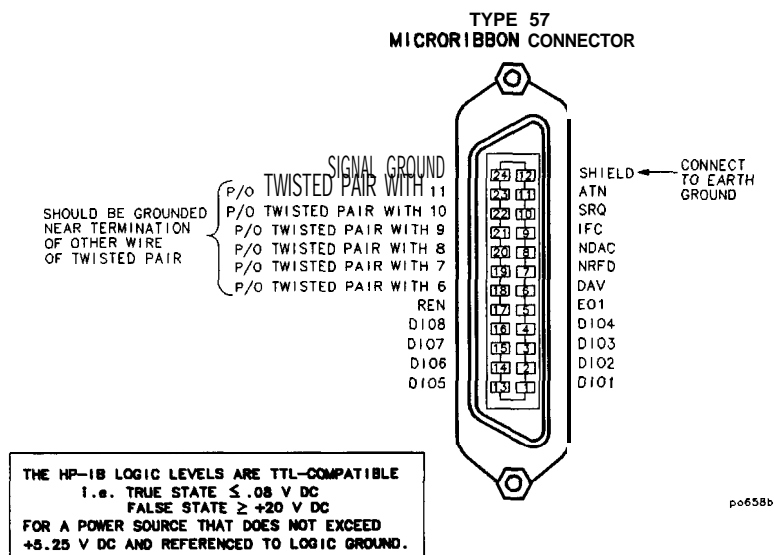 TYPE 57
MICRORIBBON CONNECTOR
SIGNAL GROUND
P/O TWISTED PAIR WITH 11
P/O TWISTED PAIR WITH 10
P/O TWISTED PAIR WITH 9
P/O TWISTED PAIR WITH 8
P/O TWISTED PAIR WITH 7
P/O TWISTED PAIR WITH 6
REN
DIO8
DIO7
DIO6
DIO5
SHOULD BE GROUNDED
NEAR TERMINATION
OF OTHER WIRE
OF TWISTED PAIR
24 12
23 11
22 10
21 9
20 8
19 7
18 6
17 5
16 4
15 3
14 2
13 1
SHIELD
ATN
SRQ
IFC
NDAC
NRFD
DAV
EO1
DIO4
DIO3
DIO2
DIO1
CONNECT
TO EARTH
GROUND
THE HP-IB LOGIC LEVELS ARE TTL-COMPATIBLE
i.e. TRUE STATE ≤ .08 V DC
FALSE STATE ≥ +20 V DC
FOR A POWER SOURCE THAT DOES NOT EXCEED
+5.25 V DC AND REFERENCED TO LOGIC GROUND.
po658b